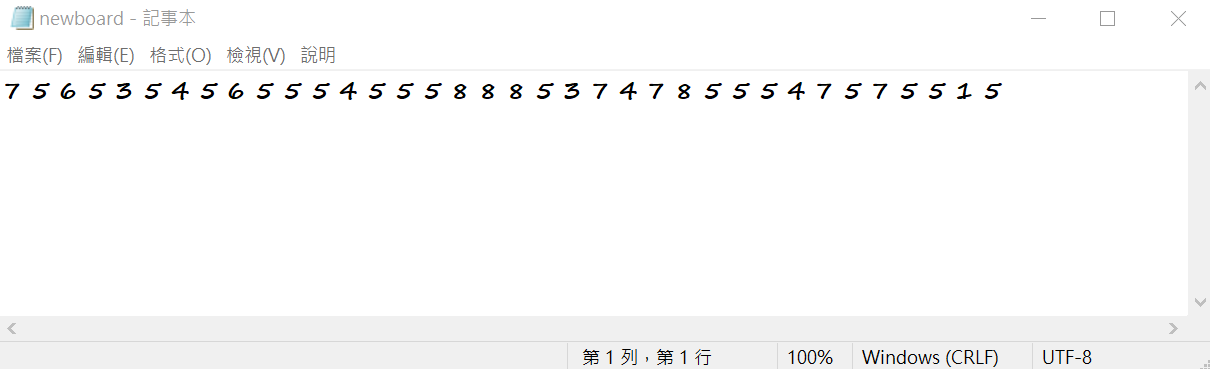 newboard - 記事本
檔案(F) 編輯(E) 格式(O) 檢視(V) 說明
7 5 6 5 3 5 4 5 6 5 5 5 4 5 5 5 8 8 8 5 3 7 4 7 8 5 5 5 4 7 5 7 5 5 1 5
第 1 列，第 1 行 100% Windows (CRLF) UTF-8